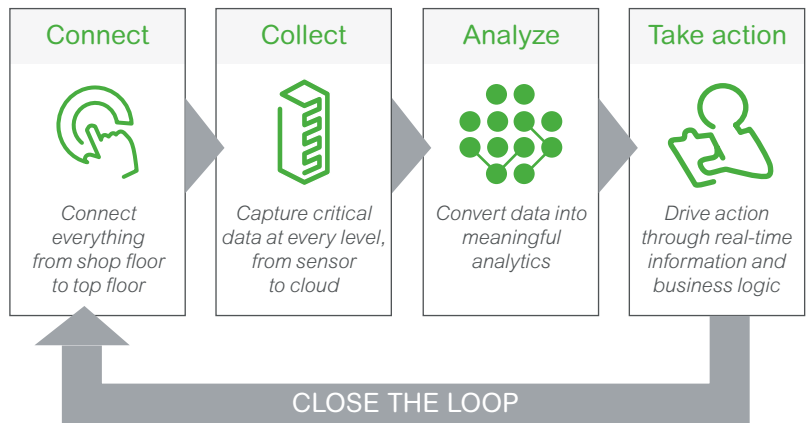 Connect
Connect
everything
from shop floor
to top floor
Collect
Capture critical
data at every level,
from sensor
to cloud
Analyze
Convert data into
meaningful
analytics
Take action
Drive action
through real-time
information and
business logic
CLOSE THE LOOP